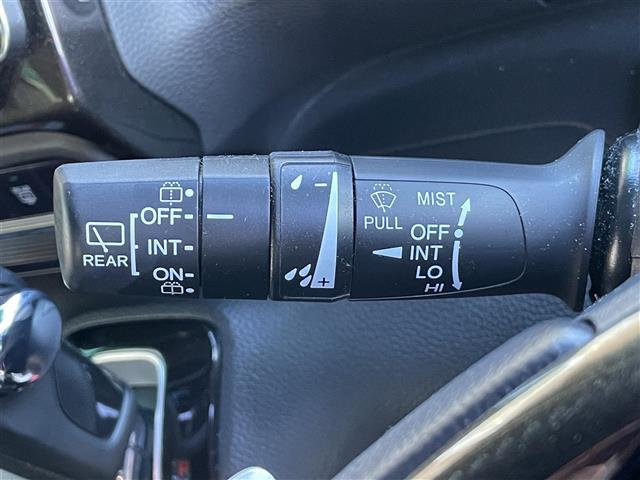 OFF
INT
ON
REAR
− 
+
PULL
MIST
OFF
INT
LO
HI